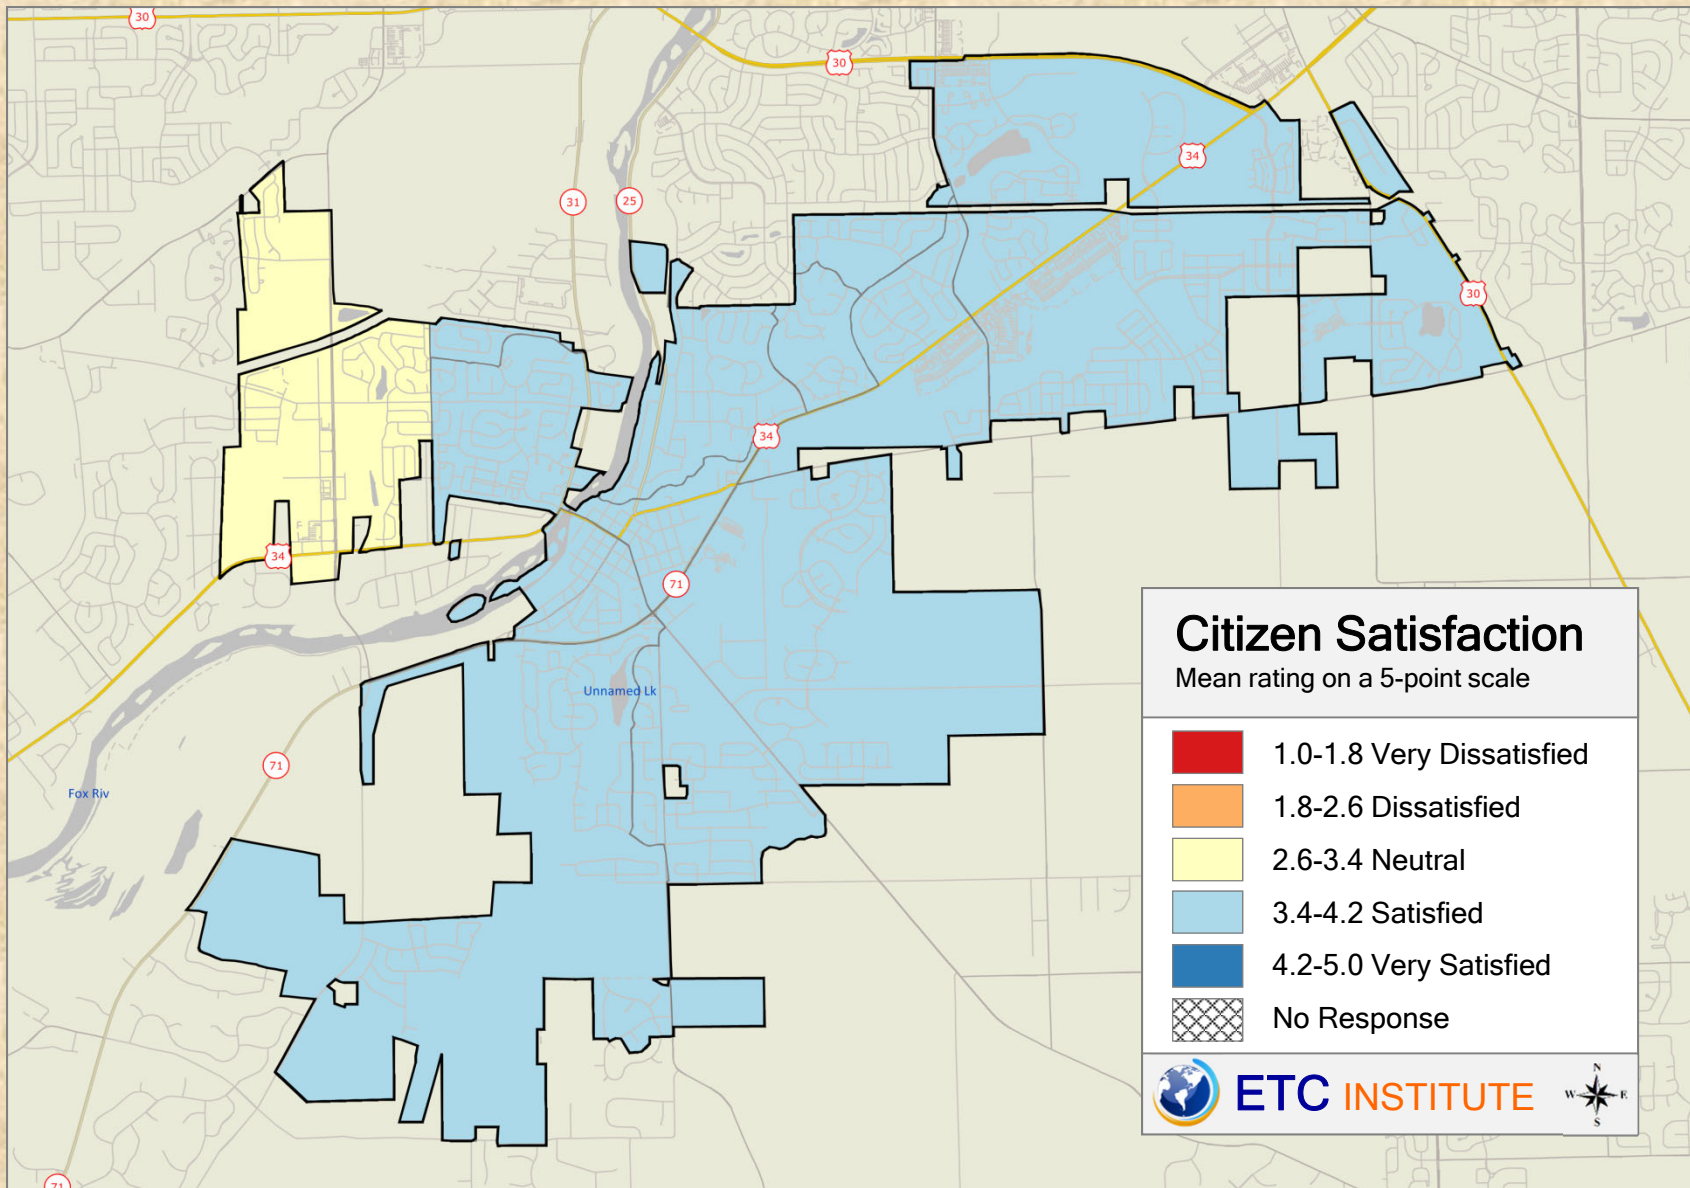 30
30
34
31
25
30
34
34
71
Unnamed Lk
71
Fox Riv
71
Citizen Satisfaction
Mean rating on a 5-point scale
1.0-1.8 Very Dissatisfied
1.8-2.6 Dissatisfied
2.6-3.4 Neutral
3.4-4.2 Satisfied
4.2-5.0 Very Satisfied
No Response
ETC INSTITUTE
N
W E
S